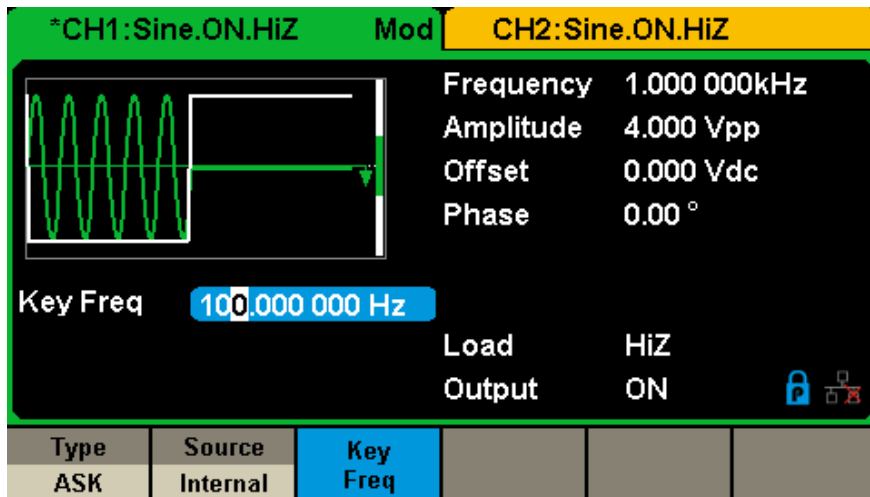 *CH1:Sine.ON.HiZ Mod CH2:Sine.ON.HiZ
Frequency 1.000 000kHz
Amplitude 4.000 Vpp
Offset 0.000 Vdc
Phase 0.00 °
Key Freq 100.000 000 Hz
Load HiZ
Output ON P
Type Source Key
ASK Internal Freq